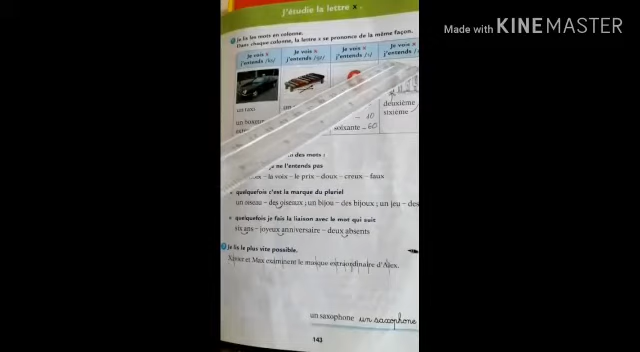 Made with KINEMASTER
J'étudie la lettre x -
Je lis les mots en colonne.
Dans chaque colonne, la lettre x se prononce de la même façon.
Je vois x Je vois x Je vois x Je vois x
j'entends /ks/ j'entends /gz/ j'entends /s/ j'entends
un taxi
deuxième
sixième
10
soixante - 60
des mots :
ne l'entends pas
la voix - le prix - doux - creux - faux
quelquefois c'est la marque du pluriel
un oiseau - des oiseaux ; un bijou - des bijoux ; un jeu - des
quelquefois je fais la liaison avec le mot qui suit
six ans - joyeux anniversaire - deux absents
Je lis le plus vite possible.
Xavier et Max examinent le masque extraordinaire d'Alex.
un saxophone un saxophone
143